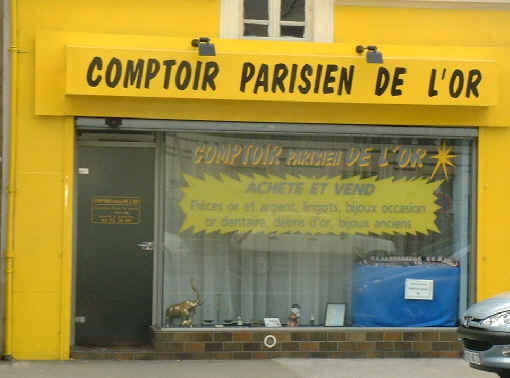 COMPTOIR PARISIEN DE L'OR
COMPTOIR PARISIEN DE L'OR
ACHETE ET VEND
Pièces or et argent, lingots, bijoux occasion
or dentaire, débris d'or, bijoux anciens